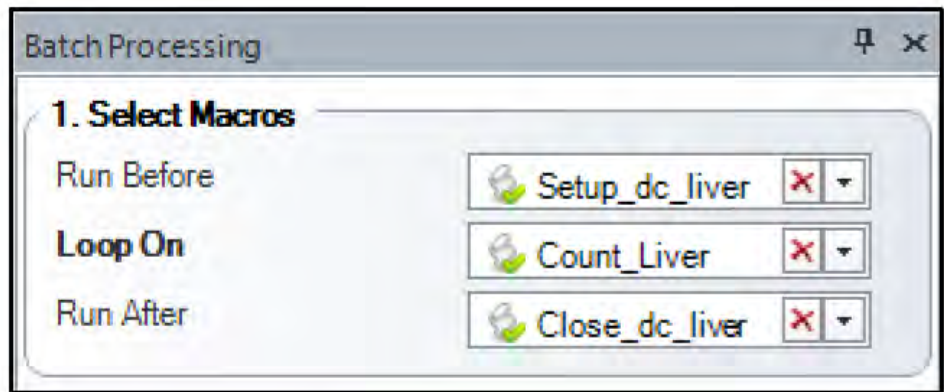 Batch Processing
1. Select Macros
Run Before Setup_dc_liver
Loop On Count_Liver
Run After Close_dc_liver